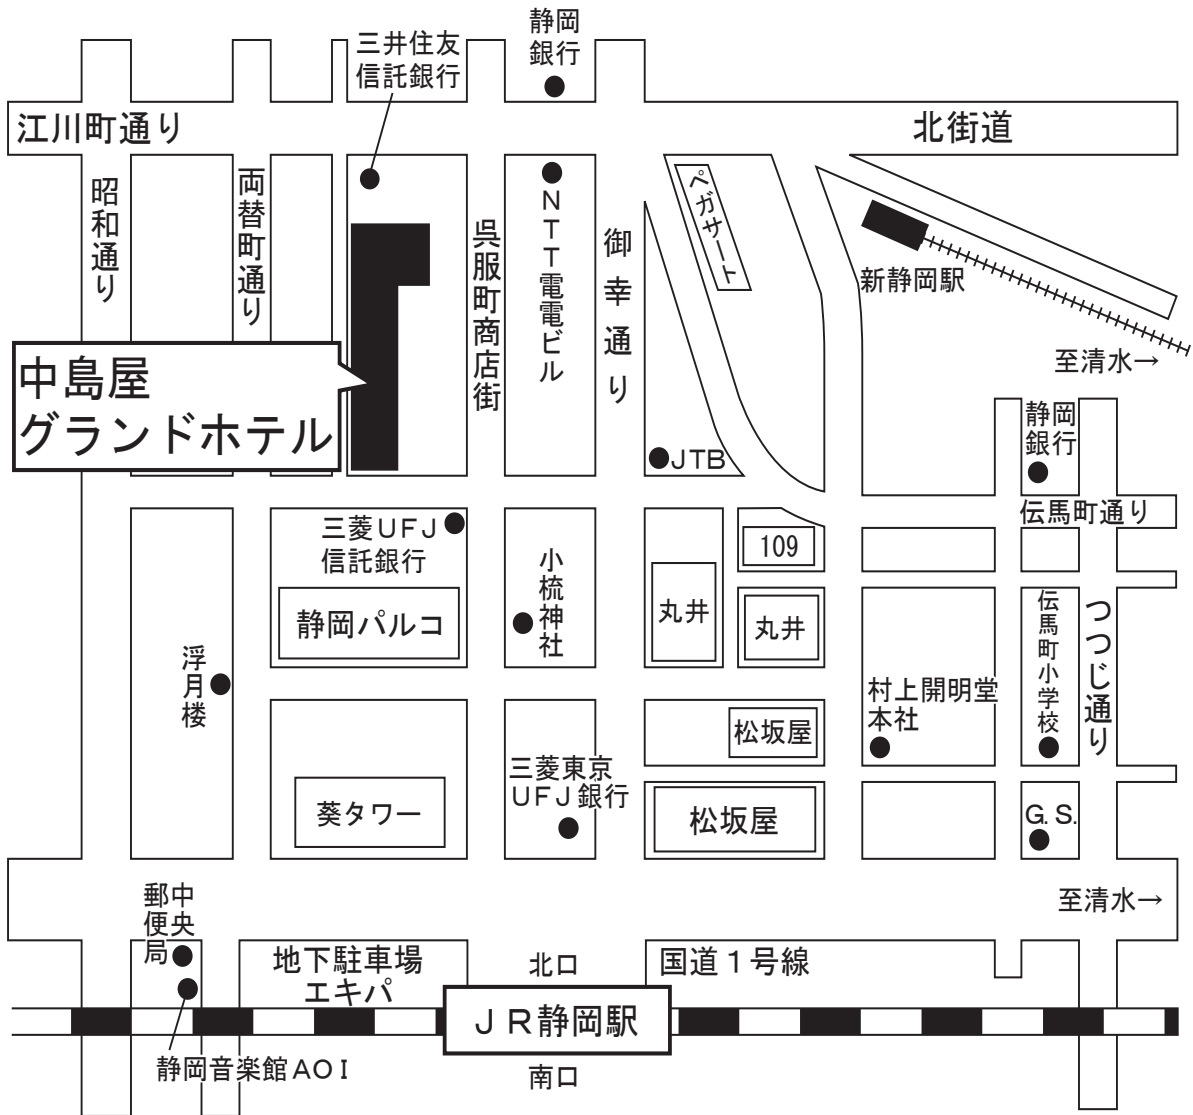 静岡
銀行
三井住友
信託銀行
江川町通り
北街道
昭和通り
両替町通り
呉服町商店街
NTT電電ビル
御幸通り
ペガサート
新静岡駅
至清水→
中島屋
グランドホテル
JTB
静岡
銀行
伝馬町通り
三菱UFJ
信託銀行
静岡パルコ
小梳神社
丸井
109
丸井
伝馬町小学校
つつじ通り
浮月楼
村上開明堂
本社
松坂屋
葵タワー
三菱東京
UFJ銀行
松坂屋
G.S.
至清水→
中央
郵便局
地下駐車場
エキパ
北口
国道1号線
JR静岡駅
静岡音楽館AOI
南口